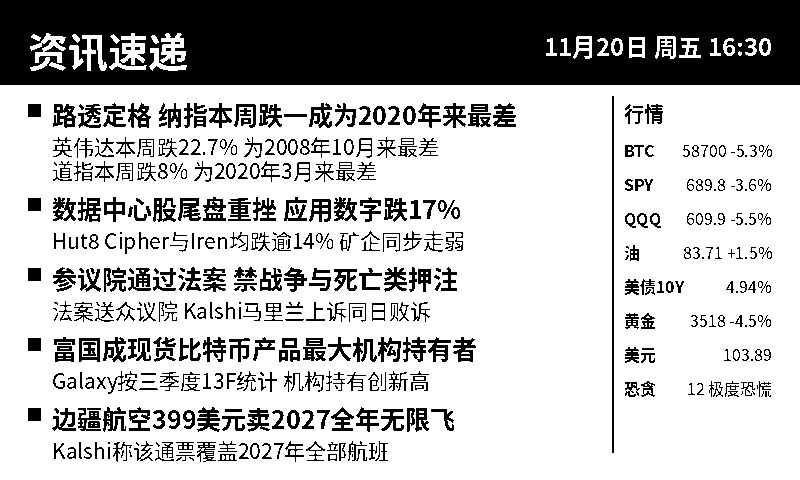 资讯速递
11月20日 周五 16:30
路透定格 纳指本周跌一成为2020年来最差
英伟达本周跌22.7% 为2008年10月来最差
道指本周跌8% 为2020年3月来最差
数据中心股尾盘重挫 应用数字跌17%
Hut8 Cipher与Iren均跌逾14% 矿企同步走弱
参议院通过法案 禁战争与死亡类押注
法案送众议院 Kalshi马里兰上诉同日败诉
富国成现货比特币产品最大机构持有者
Galaxy按三季度13F统计 机构持有创新高
边疆航空399美元卖2027全年无限飞
Kalshi称该通票覆盖2027年全部航班
行情
BTC 58700 -5.3%
SPY 689.8 -3.6%
QQQ 609.9 -5.5%
油 83.71 +1.5%
美债10Y 4.94%
黄金 3518 -4.5%
美元 103.89
恐贪 12 极度恐慌